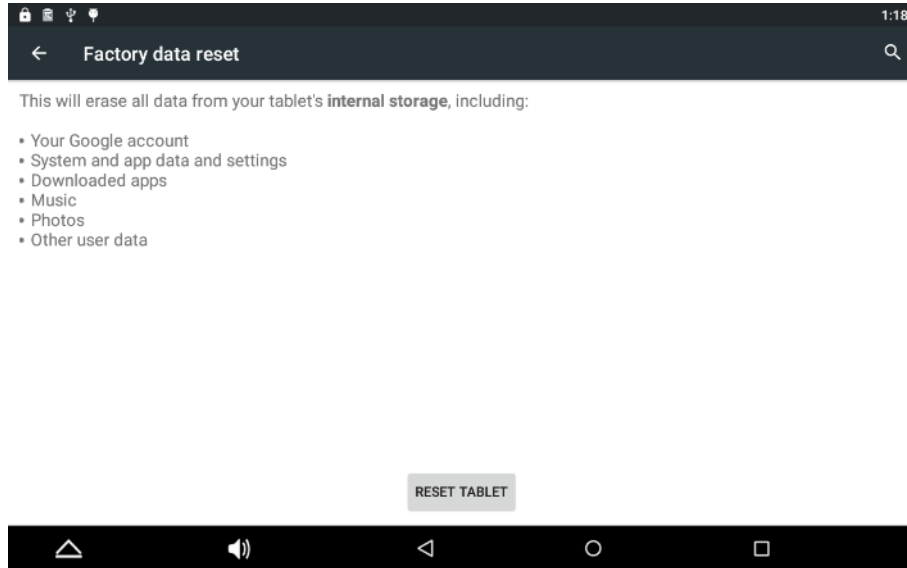 1:18
Factory data reset
This will erase all data from your tablet's internal storage, including:
• Your Google account
• System and app data and settings
• Downloaded apps
• Music
• Photos
• Other user data
RESET TABLET